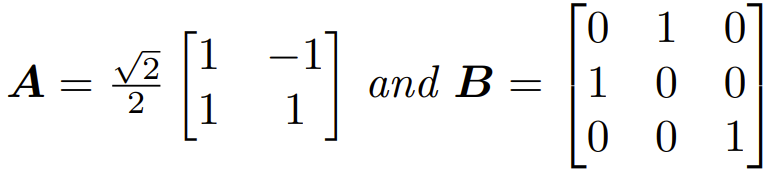 A = √2/2 [1 −1; 1 1] and B = [0 1 0; 1 0 0; 0 0 1]